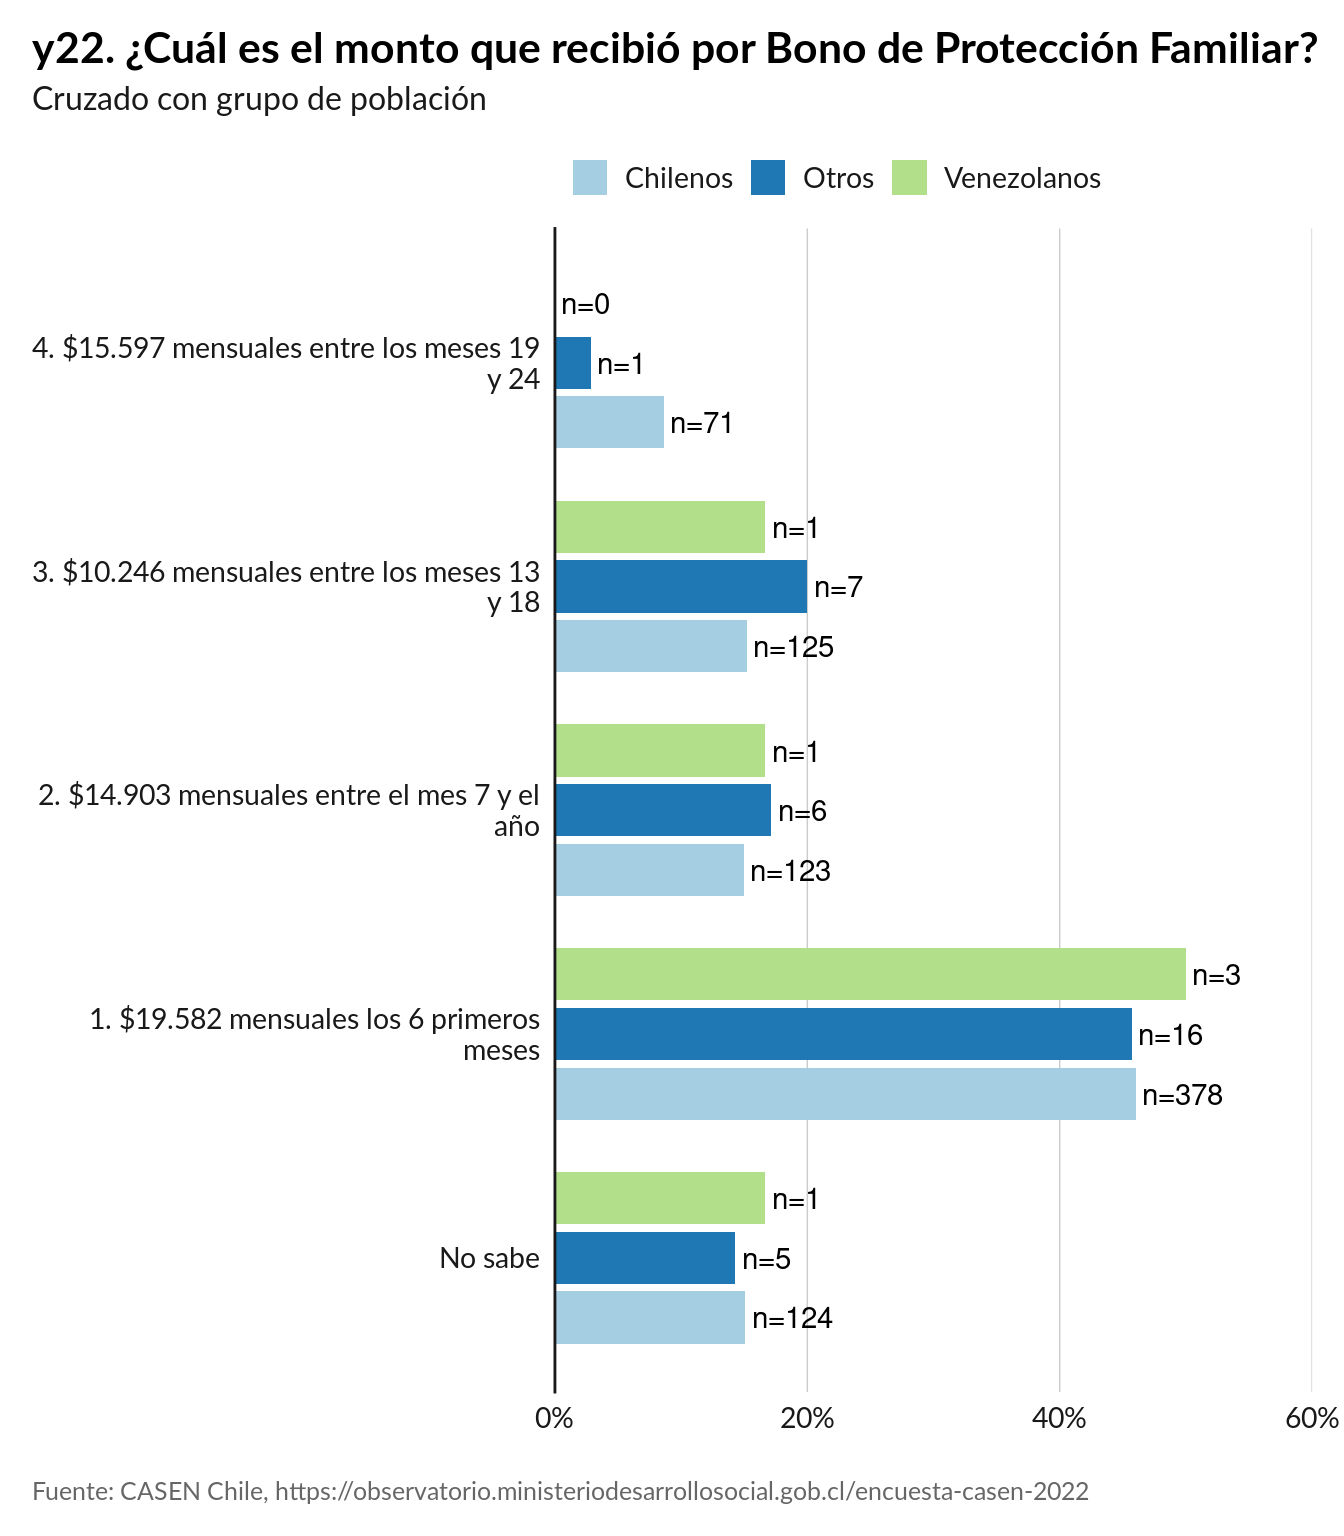 y22. ¿Cuál es el monto que recibió por Bono de Protección Familiar?
Cruzado con grupo de población
Chilenos
Otros
Venezolanos
n=0
4. $15.597 mensuales entre los meses 19
y 24
n=1
n=71
n=1
3. $10.246 mensuales entre los meses 13
y 18
n=7
n=125
n=1
2. $14.903 mensuales entre el mes 7 y el
año
n=6
n=123
n=3
1. $19.582 mensuales los 6 primeros
meses
n=16
n=378
n=1
No sabe
n=5
n=124
0%
20%
40%
60%
Fuente: CASEN Chile, https://observatorio.ministeriodesarrollosocial.gob.cl/encuesta-casen-2022